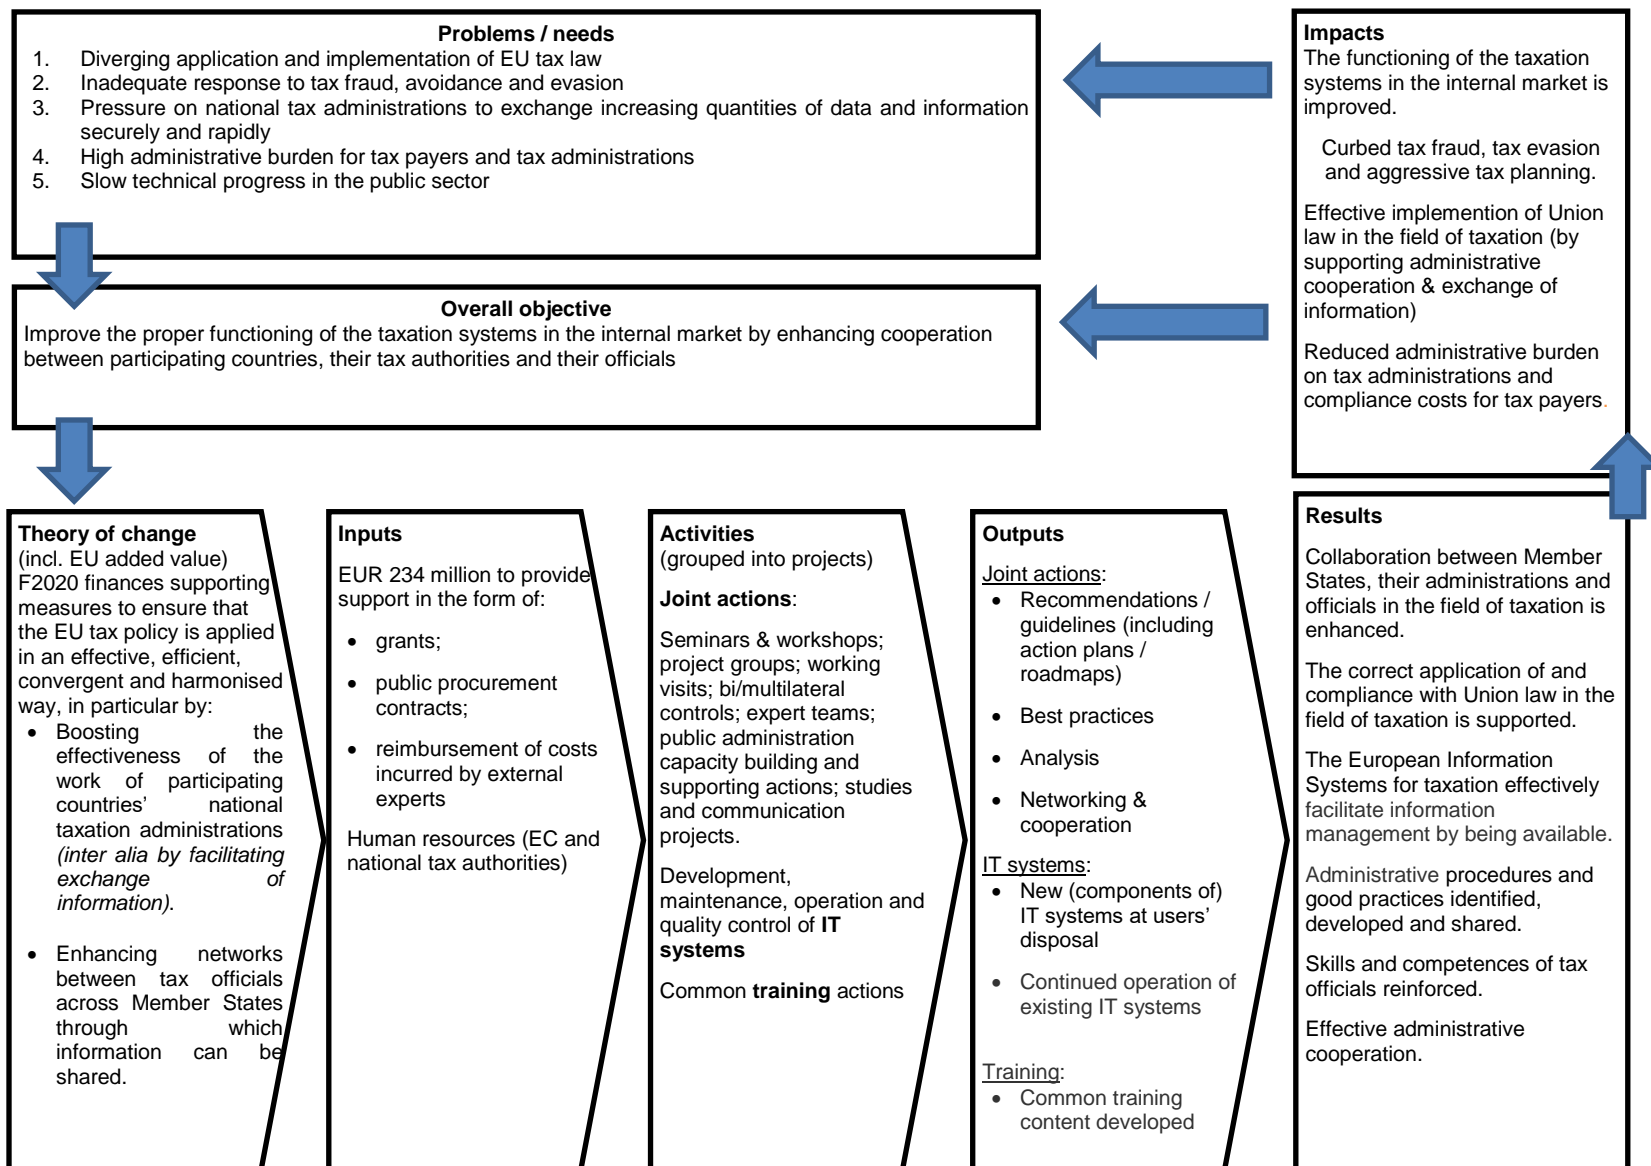 Problems / needs
1. Diverging application and implementation of EU tax law
2. Inadequate response to tax fraud, avoidance and evasion
3. Pressure on national tax administrations to exchange increasing quantities of data and information
securely and rapidly
4. High administrative burden for tax payers and tax administrations
5. Slow technical progress in the public sector
Overall objective
Improve the proper functioning of the taxation systems in the internal market by enhancing cooperation
between participating countries, their tax authorities and their officials
Theory of change
(incl. EU added value)
F2020 finances supporting
measures to ensure that
the EU tax policy is applied
in an effective, efficient,
convergent and harmonised
way, in particular by:
• Boosting the
effectiveness of the
work of participating
countries’ national
taxation administrations
(inter alia by facilitating
exchange of
information).
• Enhancing networks
between tax officials
across Member States
through which
information can be
shared.
Inputs
EUR 234 million to provide
support in the form of:
• grants;
• public procurement
contracts;
• reimbursement of costs
incurred by external
experts
Human resources (EC and
national tax authorities)
Activities
(grouped into projects)
Joint actions:
Seminars & workshops;
project groups; working
visits; bi/multilateral
controls; expert teams;
public administration
capacity building and
supporting actions; studies
and communication
projects.
Development,
maintenance, operation and
quality control of IT
systems
Common training actions
Outputs
Joint actions:
• Recommendations /
guidelines (including
action plans /
roadmaps)
• Best practices
• Analysis
• Networking &
cooperation
IT systems:
• New (components of)
IT systems at users’
disposal
• Continued operation of
existing IT systems
Training:
• Common training
content developed
Results
Collaboration between Member
States, their administrations and
officials in the field of taxation is
enhanced.
The correct application of and
compliance with Union law in the
field of taxation is supported.
The European Information
Systems for taxation effectively
facilitate information
management by being available.
Administrative procedures and
good practices identified,
developed and shared.
Skills and competences of tax
officials reinforced.
Effective administrative
cooperation.
Impacts
The functioning of the taxation
systems in the internal market is
improved.
Curbed tax fraud, tax evasion
and aggressive tax planning.
Effective implemention of Union
law in the field of taxation (by
supporting administrative
cooperation & exchange of
information)
Reduced administrative burden
on tax administrations and
compliance costs for tax payers.